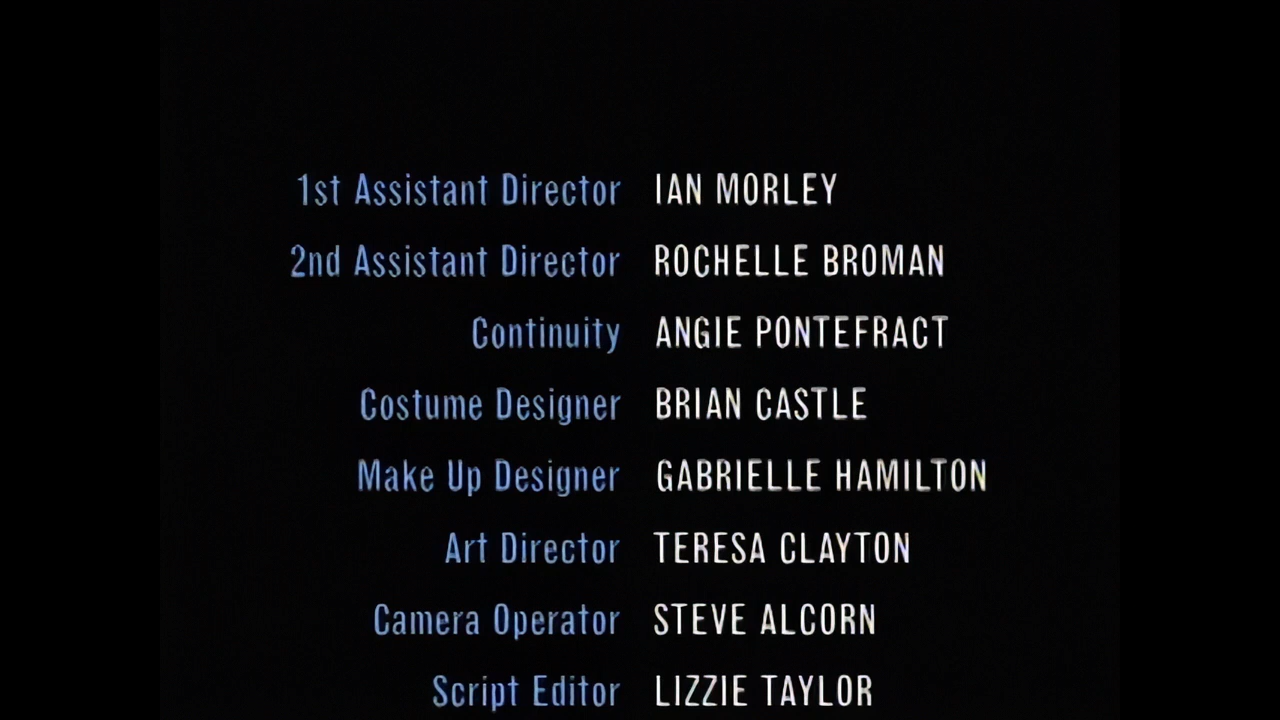 1st Assistant Director IAN MORLEY
2nd Assistant Director ROCHELLE BROMAN
Continuity ANGIE PONTEFRACT
Costume Designer BRIAN CASTLE
Make Up Designer GABRIELLE HAMILTON
Art Director TERESA CLAYTON
Camera Operator STEVE ALCORN
Script Editor LIZZIE TAYLOR